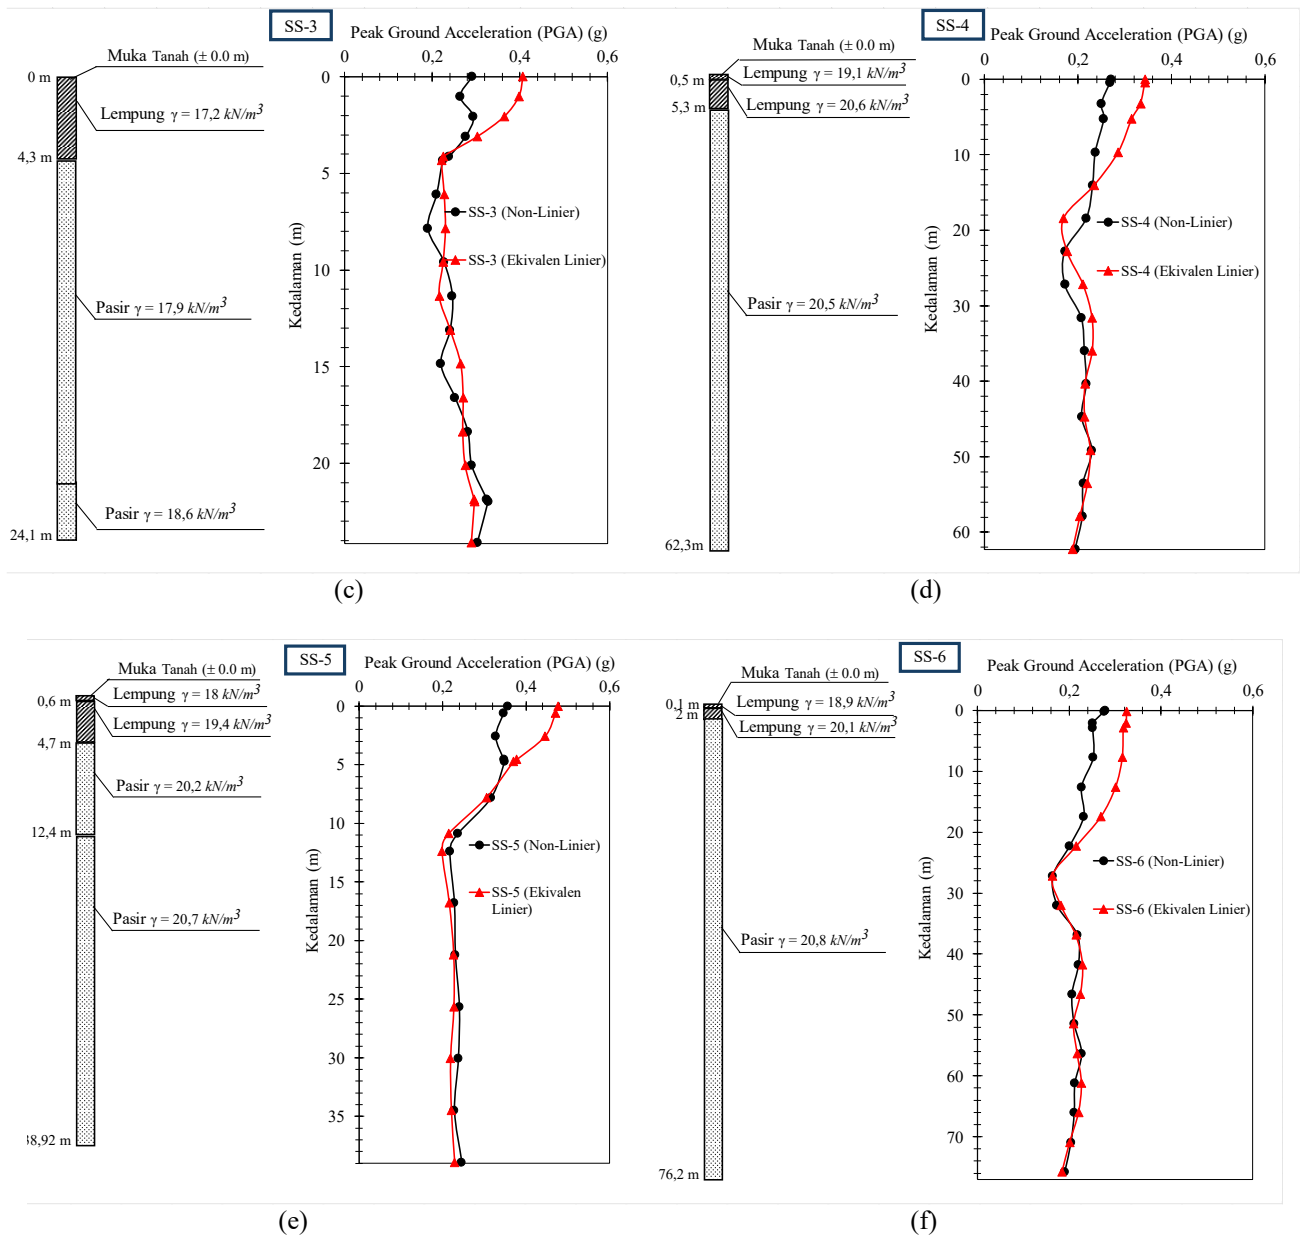 SS-3
Peak Ground Acceleration (PGA) (g)
0
0,2
0,4
0,6
Muka Tanah (± 0.0 m)
0 m
Lempung γ = 17,2 kN/m³
4,3 m
Pasir γ = 17,9 kN/m³
Pasir γ = 18,6 kN/m³
24,1 m
Kedalaman (m)
0
5
10
15
20
SS-3 (Non-Linier)
SS-3 (Ekivalen Linier)
(c)
SS-4
Peak Ground Acceleration (PGA) (g)
0
0,2
0,4
0,6
Muka Tanah (± 0.0 m)
Lempung γ = 19,1 kN/m³
0,5 m
Lempung γ = 20,6 kN/m³
5,3 m
Pasir γ = 20,5 kN/m³
62,3m
Kedalaman (m)
0
10
20
30
40
50
60
SS-4 (Non-Linier)
SS-4 (Ekivalen Linier)
(d)
SS-5
Peak Ground Acceleration (PGA) (g)
0
0,2
0,4
0,6
Muka Tanah (± 0.0 m)
Lempung γ = 18 kN/m³
0,6 m
Lempung γ = 19,4 kN/m³
4,7 m
Pasir γ = 20,2 kN/m³
12,4 m
Pasir γ = 20,7 kN/m³
38,92 m
Kedalaman (m)
0
5
10
15
20
25
30
35
SS-5 (Non-Linier)
SS-5 (Ekivalen
Linier)
(e)
SS-6
Peak Ground Acceleration (PGA) (g)
0
0,2
0,4
0,6
Muka Tanah (± 0.0 m)
0,1 m
Lempung γ = 18,9 kN/m³
2 m
Lempung γ = 20,1 kN/m³
Pasir γ = 20,8 kN/m³
76,2 m
Kedalaman (m)
0
10
20
30
40
50
60
70
SS-6 (Non-Linier)
SS-6 (Ekivalen Linier)
(f)